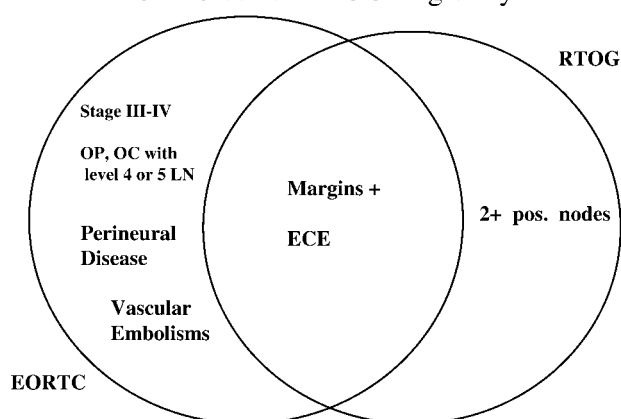 RTOG
Stage III-IV
OP, OC with
level 4 or 5 LN
Margins +
2+ pos. nodes
Perineural
Disease
ECE
Vascular
Embolisms
EORTC